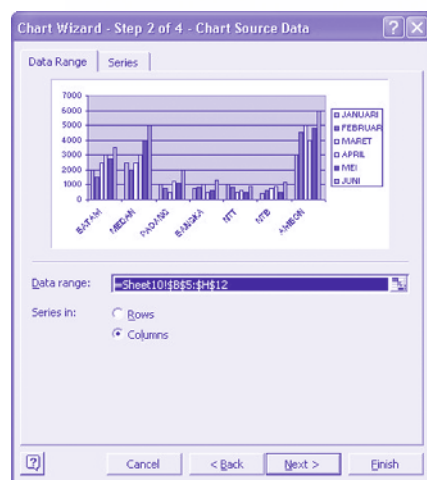 Chart Wizard - Step 2 of 4 - Chart Source Data
Data Range
Series
7000
6000
5000
4000
3000
2000
1000
0
BATAM
MEDAN
PADANG
BANGKA
NTT
NTB
AMBON
JANUARI
FEBRUAR
MARET
APRIL
MEI
JUNI
Data range:
=Sheet10!$B$5:$H$12
Series in:
Rows
Columns
Cancel
< Back
Next >
Finish